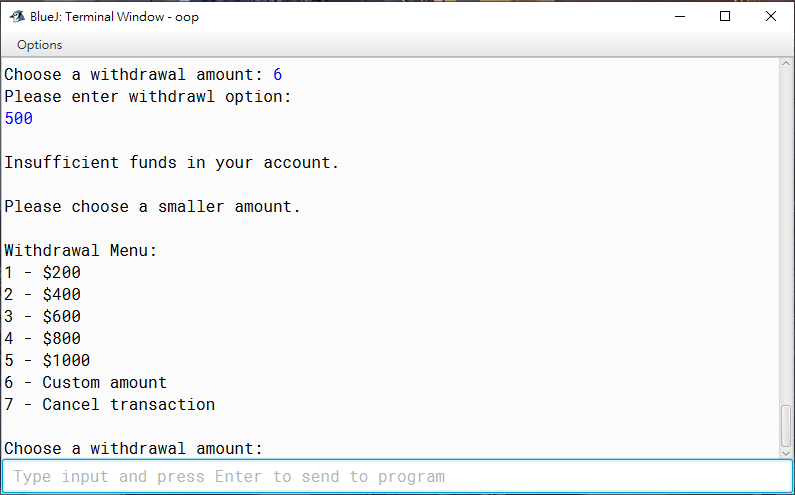 BlueJ: Terminal Window - oop
Options
Choose a withdrawal amount: 6
Please enter withdrawl option:
500
Insufficient funds in your account.
Please choose a smaller amount.
Withdrawal Menu:
1 - $200
2 - $400
3 - $600
4 - $800
5 - $1000
6 - Custom amount
7 - Cancel transaction
Choose a withdrawal amount:
Type input and press Enter to send to program